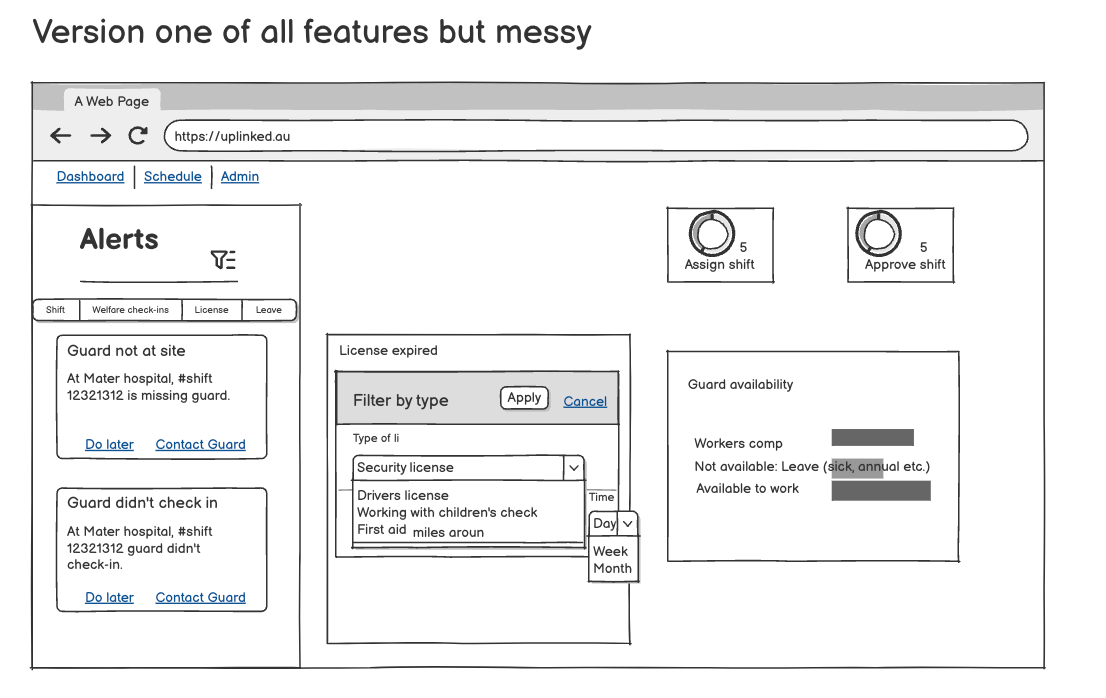 Version one of all features but messy
A Web Page
https://uplinked.au
Dashboard Schedule Admin
Alerts
Shift Welfare check-ins License Leave
Guard not at site
At Mater hospital, #shift
12321312 is missing guard.
Do later Contact Guard
Guard didn't check in
At Mater hospital, #shift
12321312 guard didn't
check-in.
Do later Contact Guard
License expired
Filter by type Apply Cancel
Type of li
Security license
Drivers license
Working with children's check
First aid miles aroun
Time
Day
Week
Month
5
Assign shift
5
Approve shift
Guard availability
Workers comp
Not available: Leave (sick, annual etc.)
Available to work